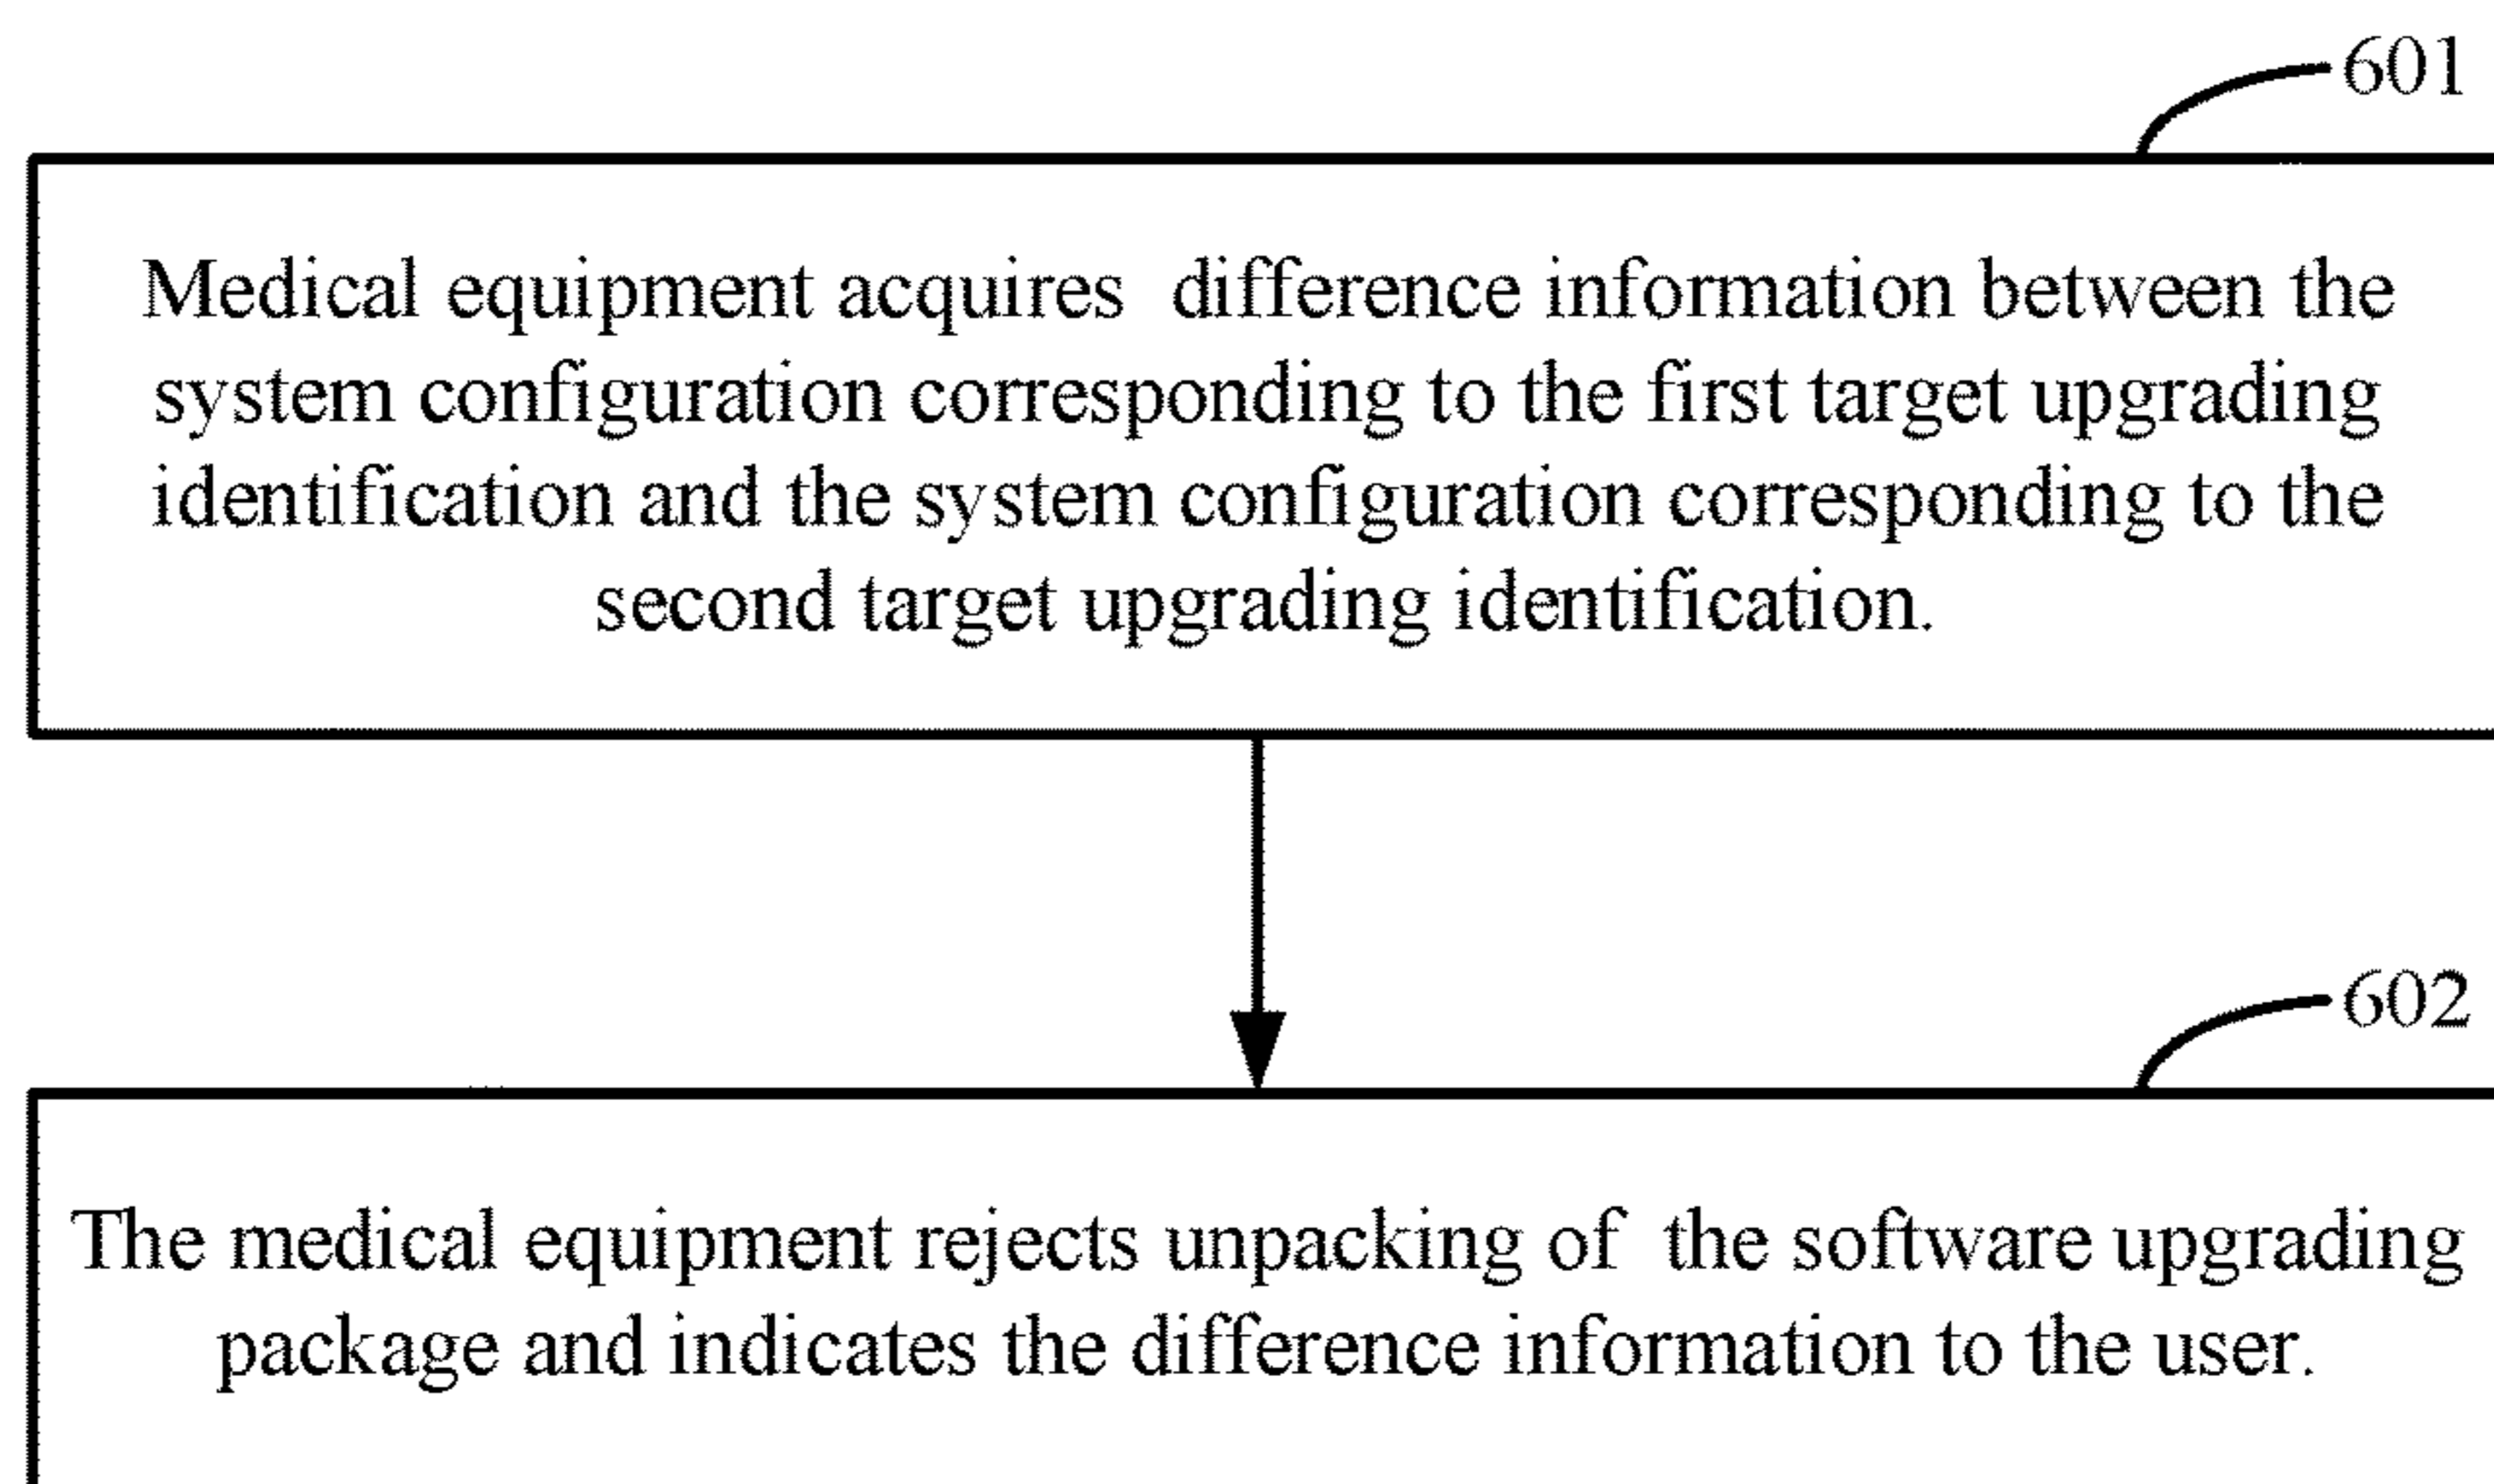 601
Medical equipment acquires difference information between the
system configuration corresponding to the first target upgrading
identification and the system configuration corresponding to the
second target upgrading identification.
602
The medical equipment rejects unpacking of the software upgrading
package and indicates the difference information to the user.